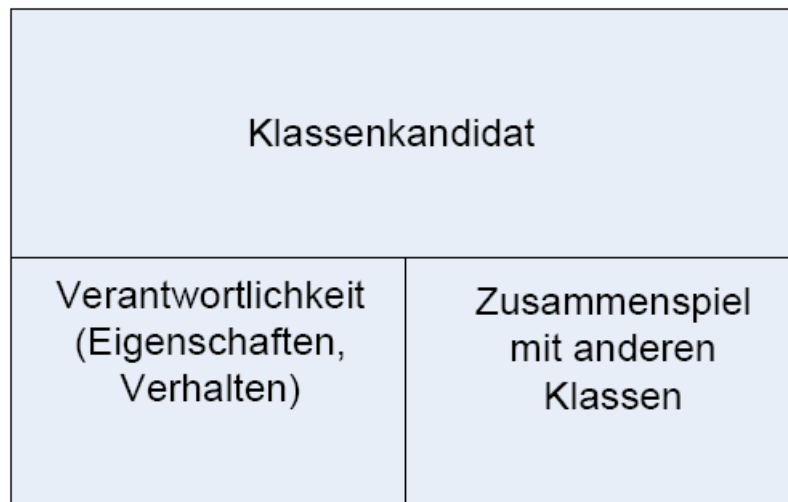 Klassenkandidat
Verantwortlichkeit
(Eigenschaften,
Verhalten)
Zusammenspiel
mit anderen
Klassen